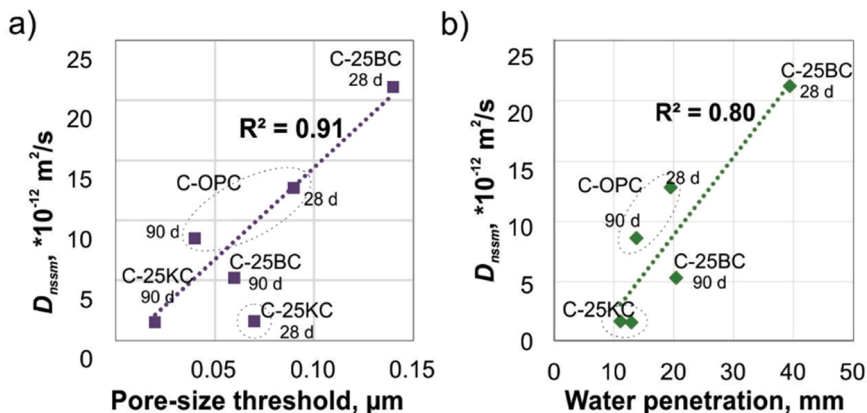 a)
25
20
15
10
5
0
Dnssm, *10⁻¹² m²/s
C-25BC
28 d
R² = 0.91
C-OPC
28 d
90 d
C-25BC
90 d
C-25KC
90 d
C-25KC
28 d
0.05
0.10
0.15
Pore-size threshold, µm
b)
25
20
15
10
5
0
Dnssm, *10⁻¹² m²/s
C-25BC
28 d
R² = 0.80
C-OPC
28 d
90 d
C-25BC
90 d
C-25KC
0
10
20
30
40
50
Water penetration, mm